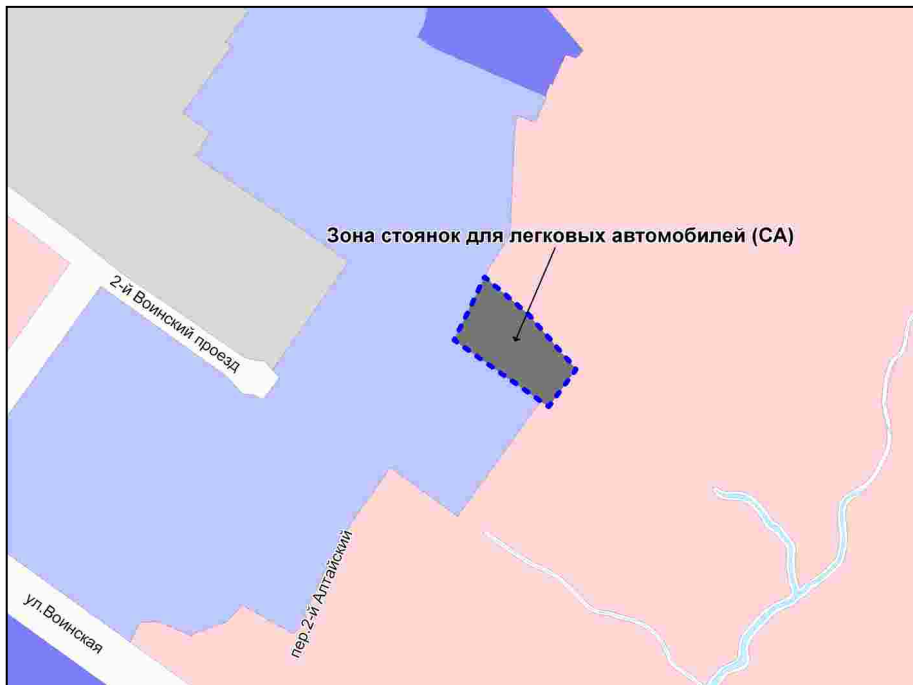 Зона стоянок для легковых автомобилей (СА)
2-й Воинский проезд
пер.2-й Алтайский
ул.Воинская